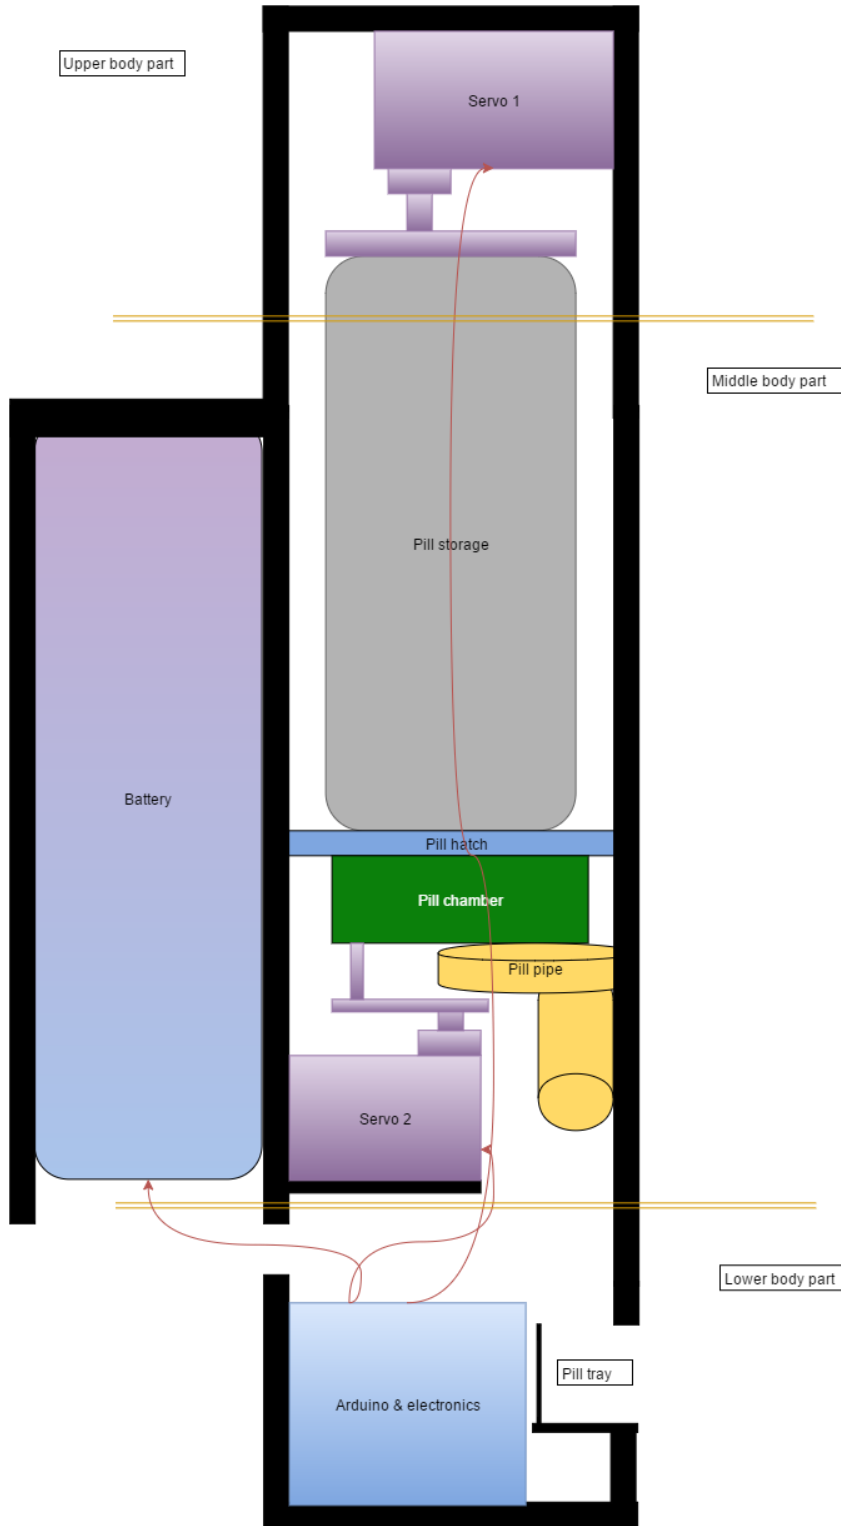 Upper body part
Servo 1
Middle body part
Pill storage
Battery
Pill hatch
Pill chamber
Pill pipe
Servo 2
Lower body part
Pill tray
Arduino & electronics